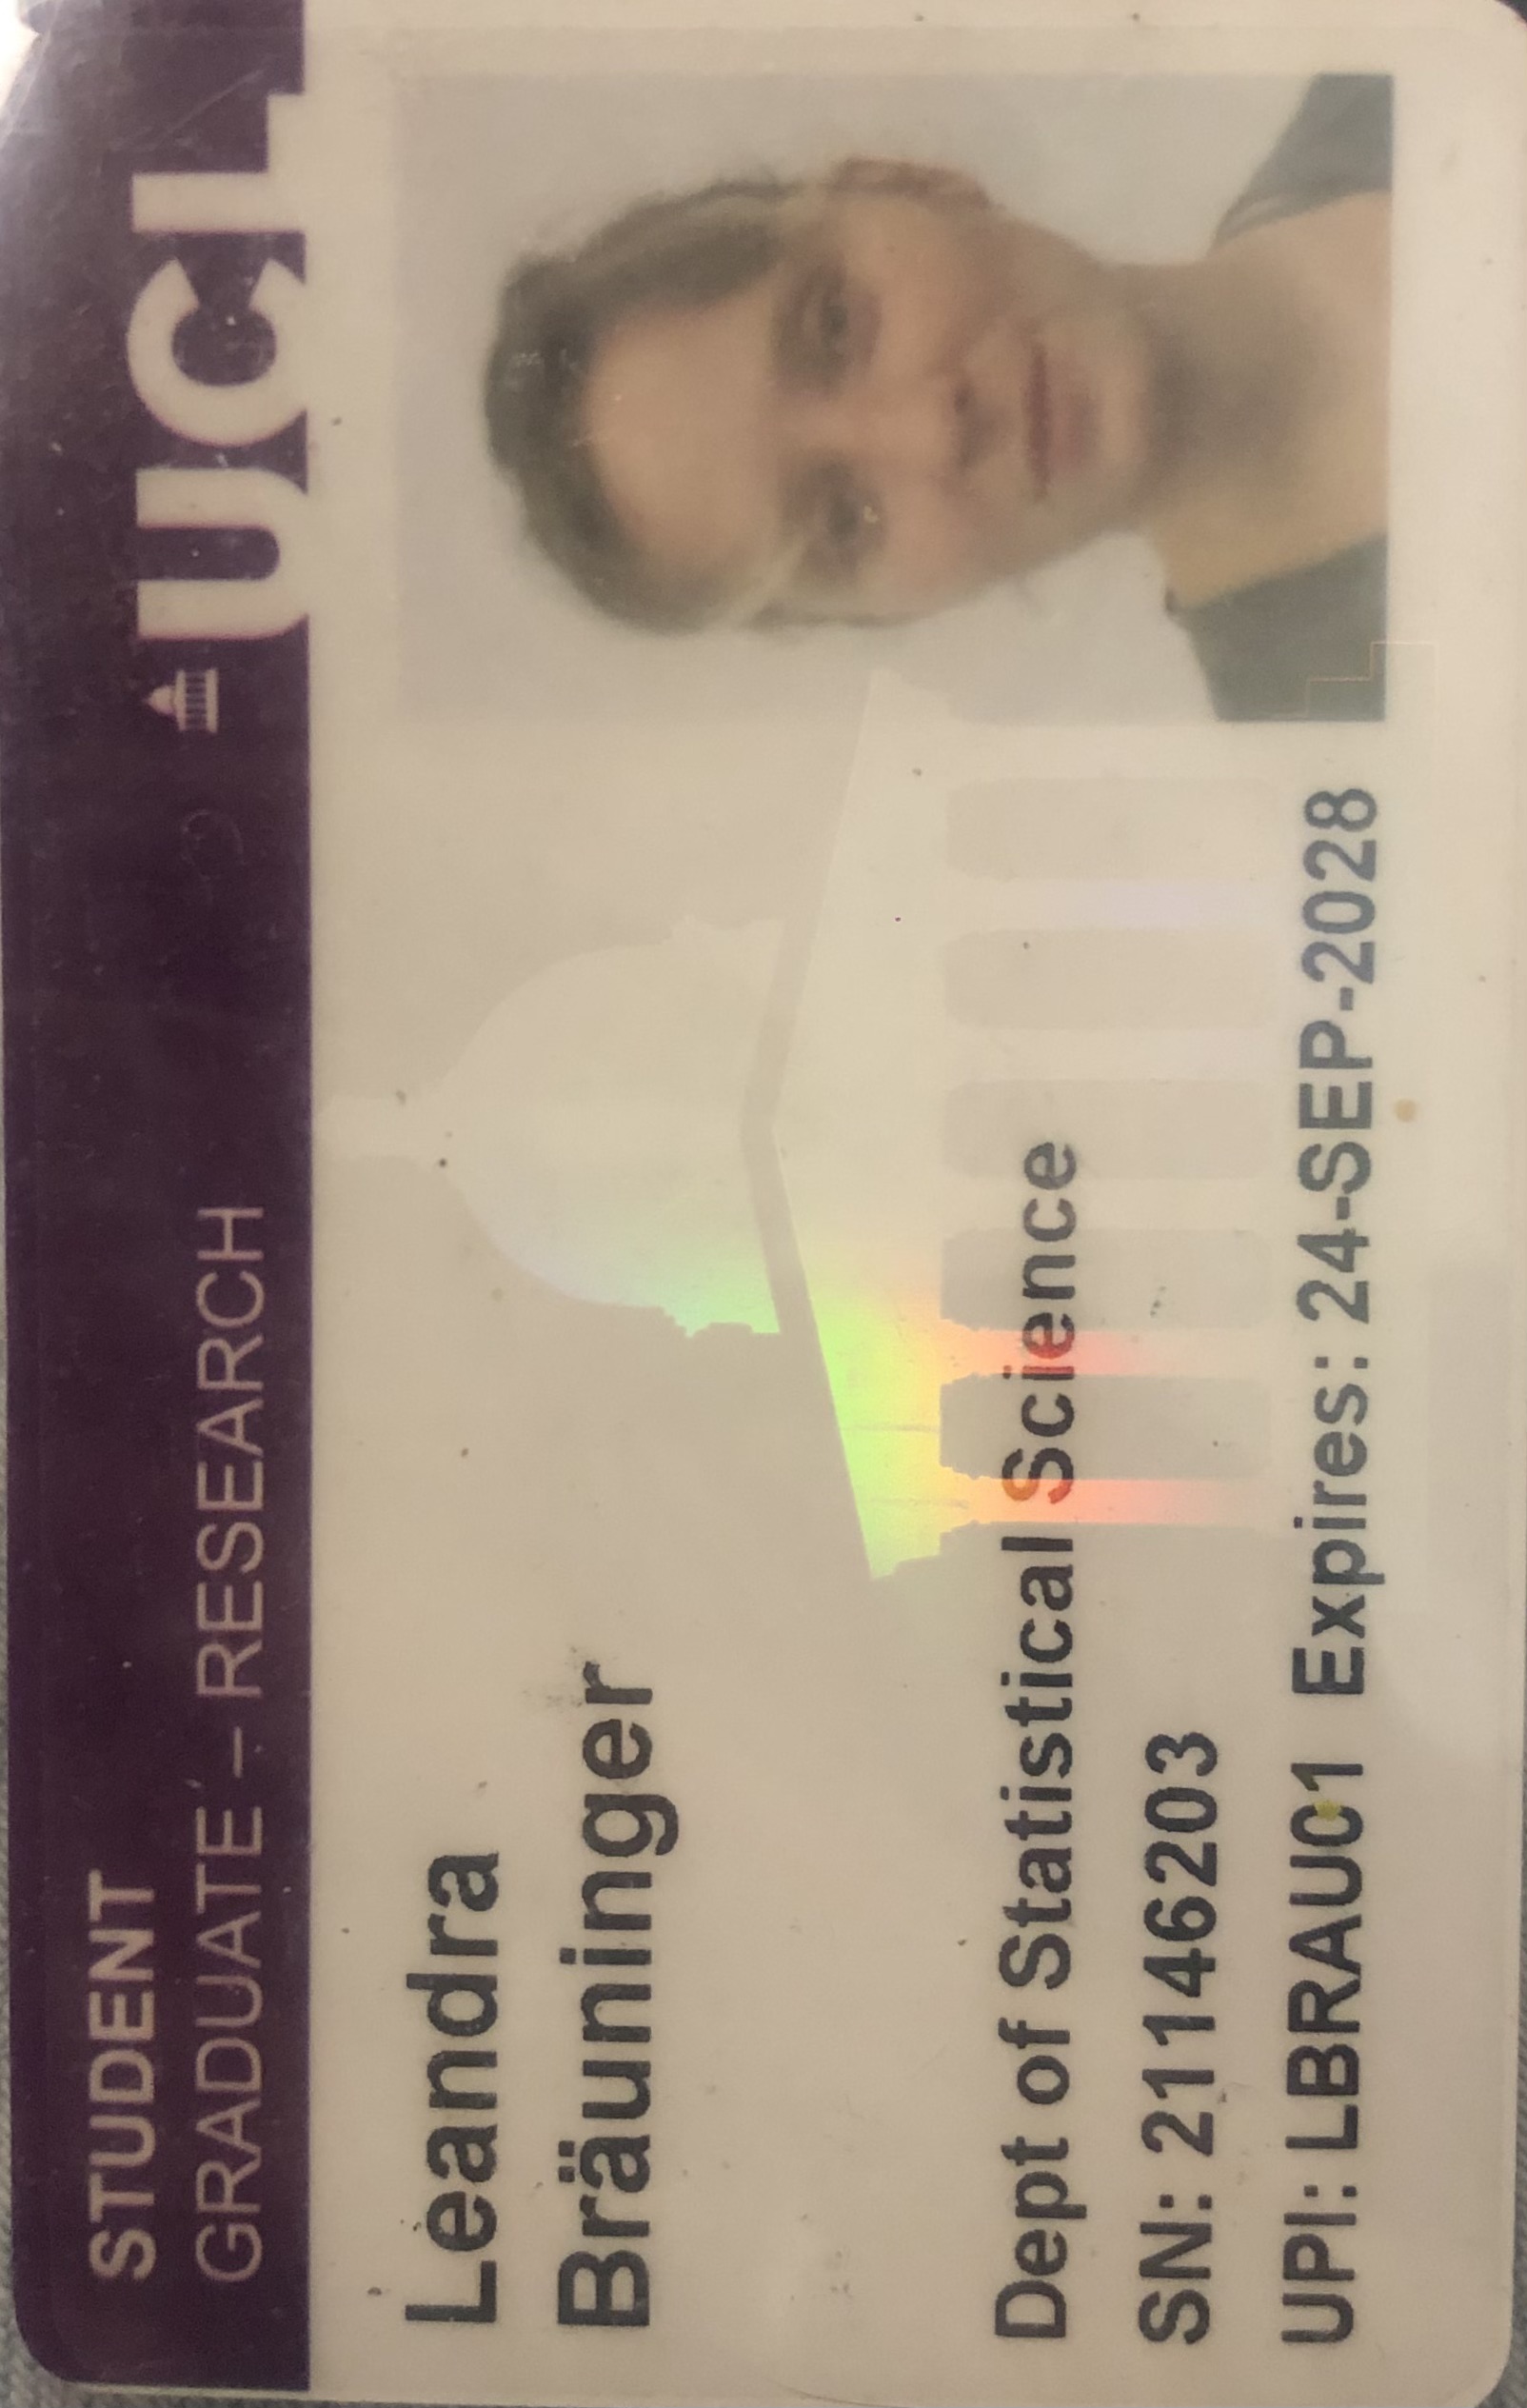 STUDENT
GRADUATE – RESEARCH
UCL
Leandra
Bräuninger
Dept of Statistical Science
SN: 21146203
UPI: LBRAU01 Expires: 24-SEP-2028